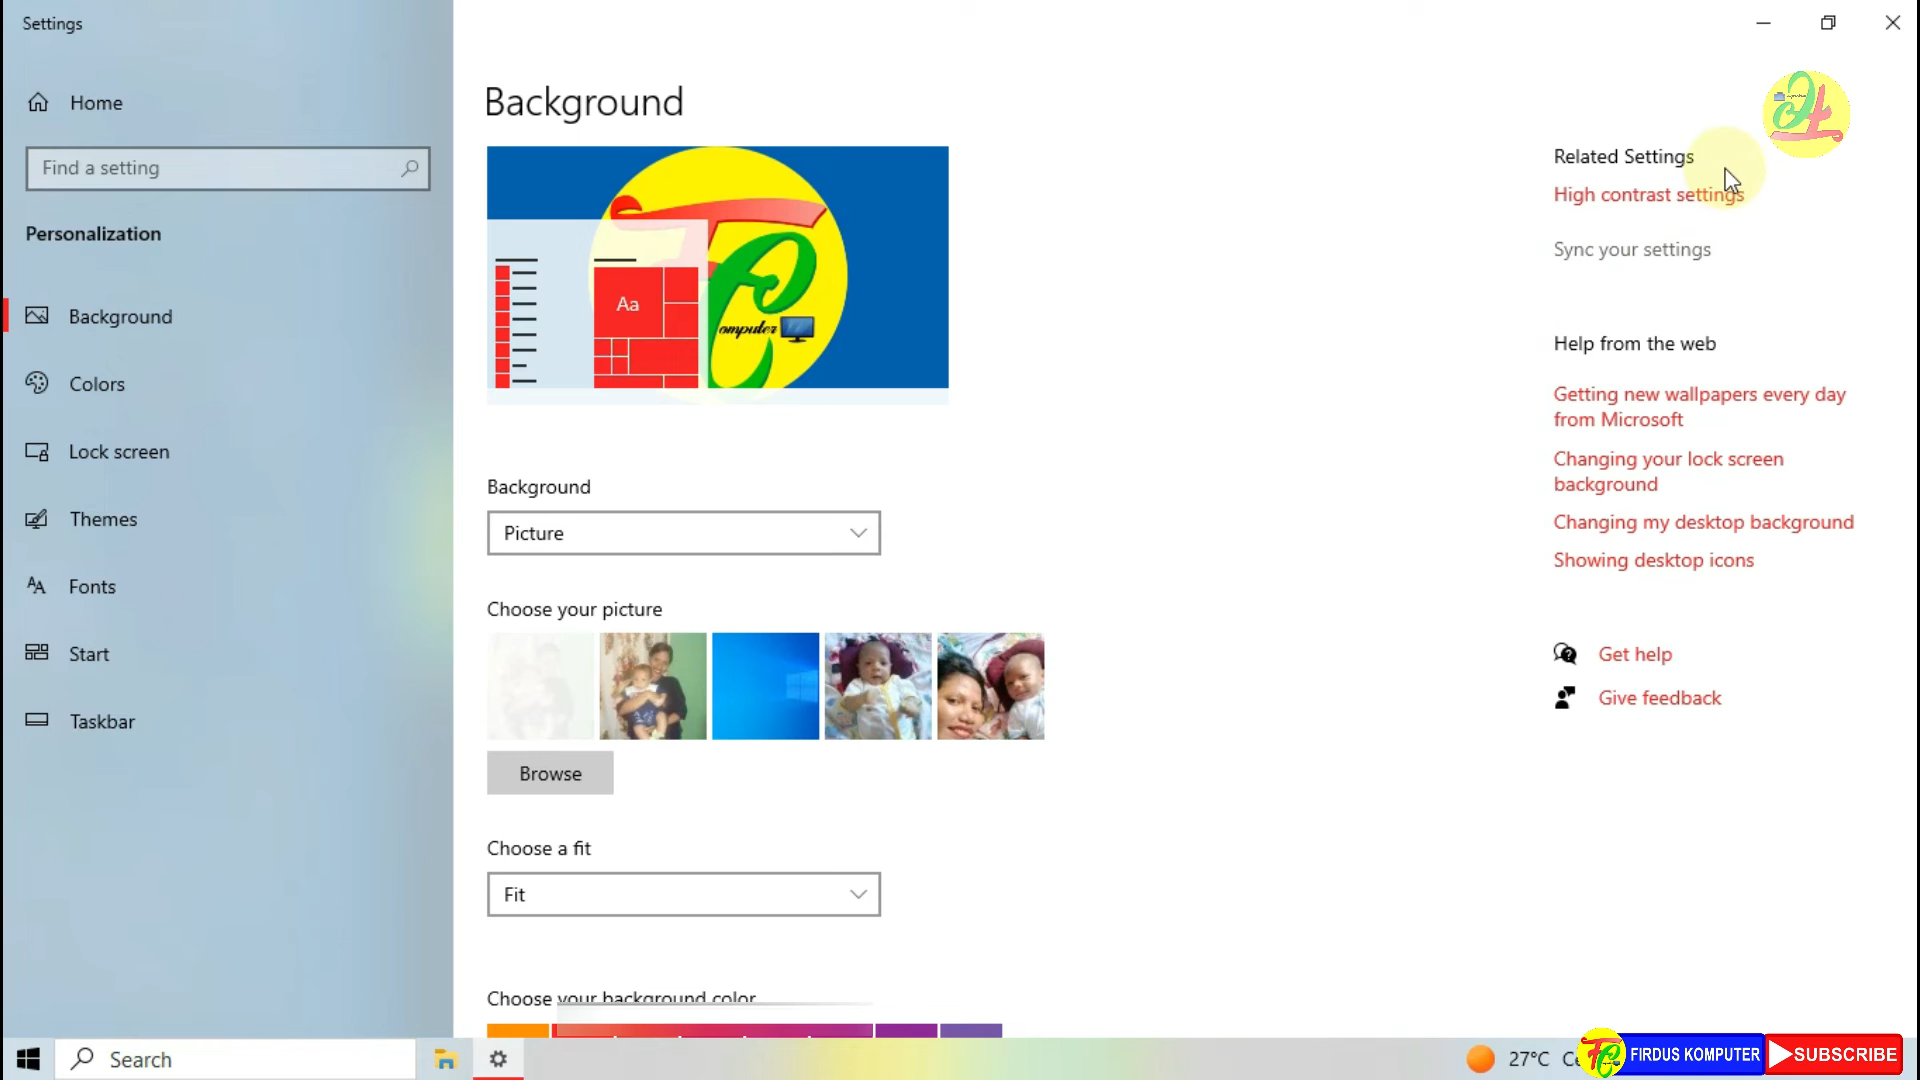 Settings
Home
Find a setting
Personalization
Background
Colors
Lock screen
Themes
Fonts
Start
Taskbar
Background
Aa
omputer
Background
Picture
Choose your picture
Browse
Choose a fit
Fit
Choose your background color
Related Settings
High contrast settings
Sync your settings
Help from the web
Getting new wallpapers every day
from Microsoft
Changing your lock screen
background
Changing my desktop background
Showing desktop icons
Get help
Give feedback
Search
27°C
FIRDUS KOMPUTER
SUBSCRIBE